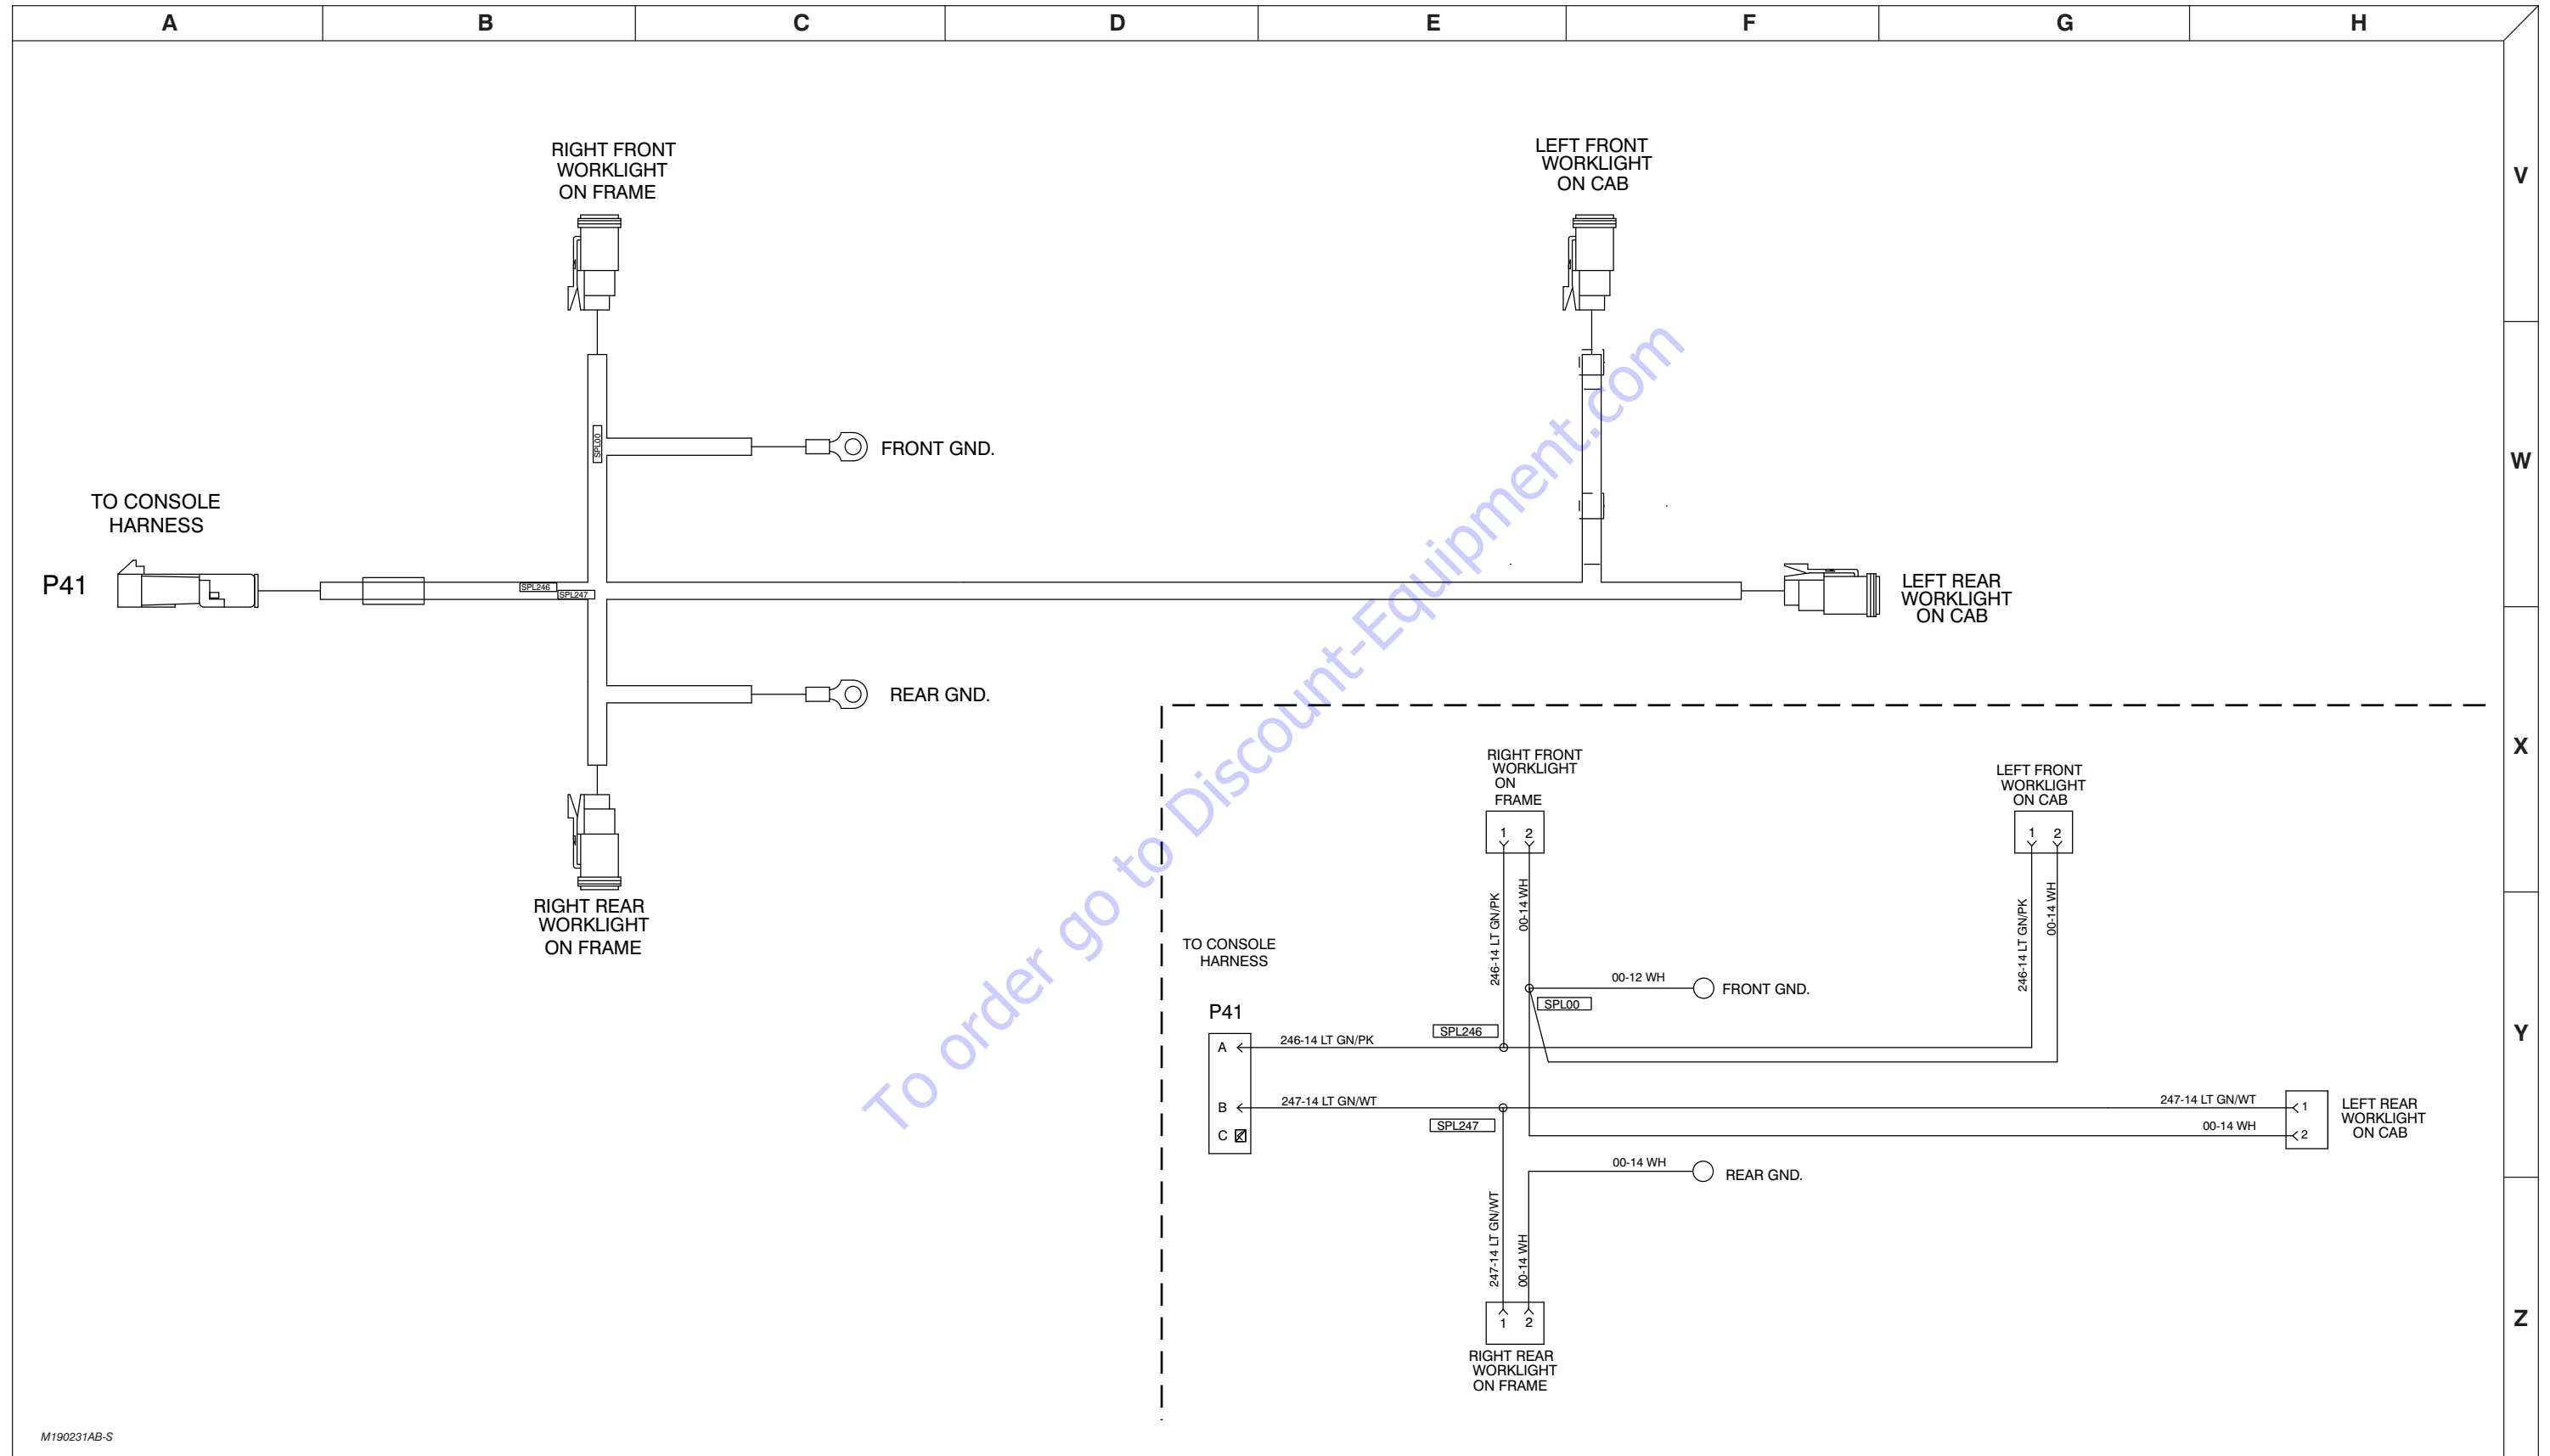 A B C D E F G H
V
W
X
Y
Z
RIGHT FRONT
WORKLIGHT
ON FRAME
LEFT FRONT
WORKLIGHT
ON CAB
SPL00
FRONT GND.
TO CONSOLE
HARNESS
P41
SPL246
SPL247
LEFT REAR
WORKLIGHT
ON CAB
REAR GND.
RIGHT REAR
WORKLIGHT
ON FRAME
RIGHT FRONT
WORKLIGHT
ON
FRAME
1 2
246-14 LT GN/PK
00-14 WH
LEFT FRONT
WORKLIGHT
ON CAB
1 2
246-14 LT GN/PK
00-14 WH
TO CONSOLE
HARNESS
P41
A
B
C
00-12 WH
FRONT GND.
SPL00
SPL246
246-14 LT GN/PK
247-14 LT GN/WT
SPL247
247-14 LT GN/WT
00-14 WH
1
2
LEFT REAR
WORKLIGHT
ON CAB
00-14 WH
REAR GND.
247-14 LT GN/WT
00-14 WH
1 2
RIGHT REAR
WORKLIGHT
ON FRAME
To order go to Discount-Equipment.com
M190231AB-S